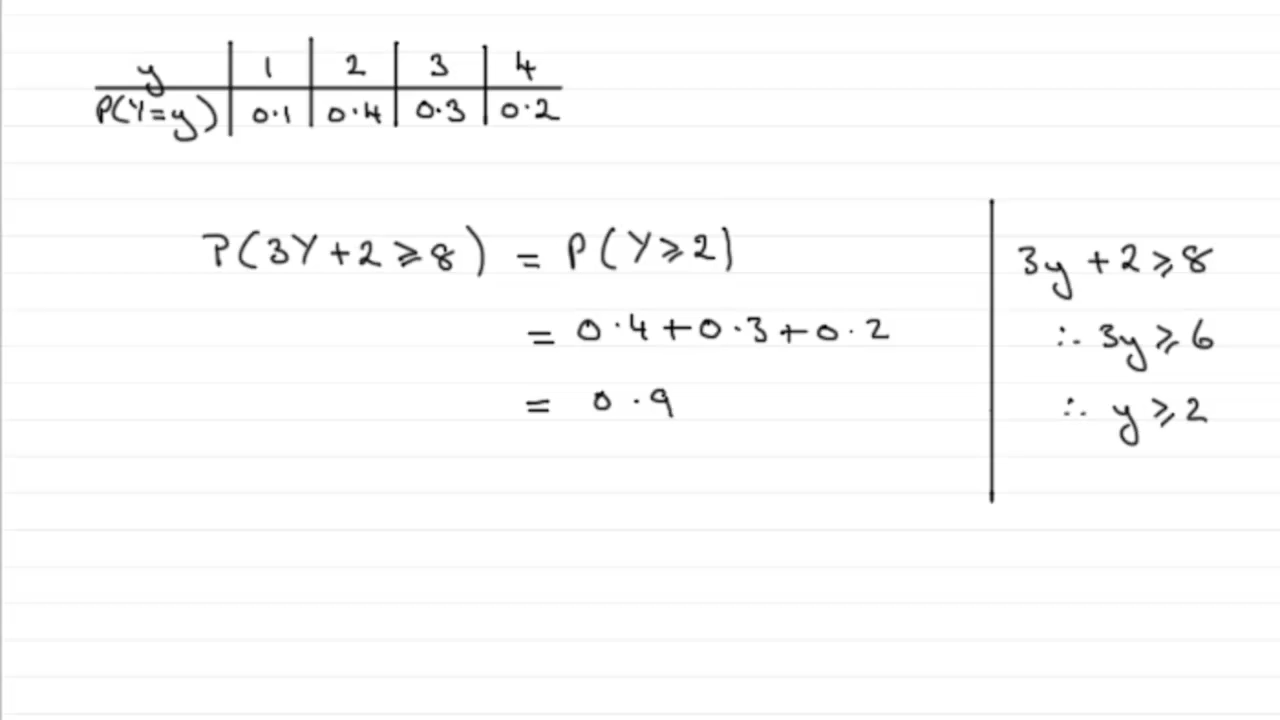 y 1 2 3 4
P(Y=y) 0·1 0·4 0·3 0·2
P(3Y+2⩾8) = P(Y⩾2)
= 0·4+0·3+0·2
= 0·9
3y+2⩾8
∴ 3y⩾6
∴ y⩾2